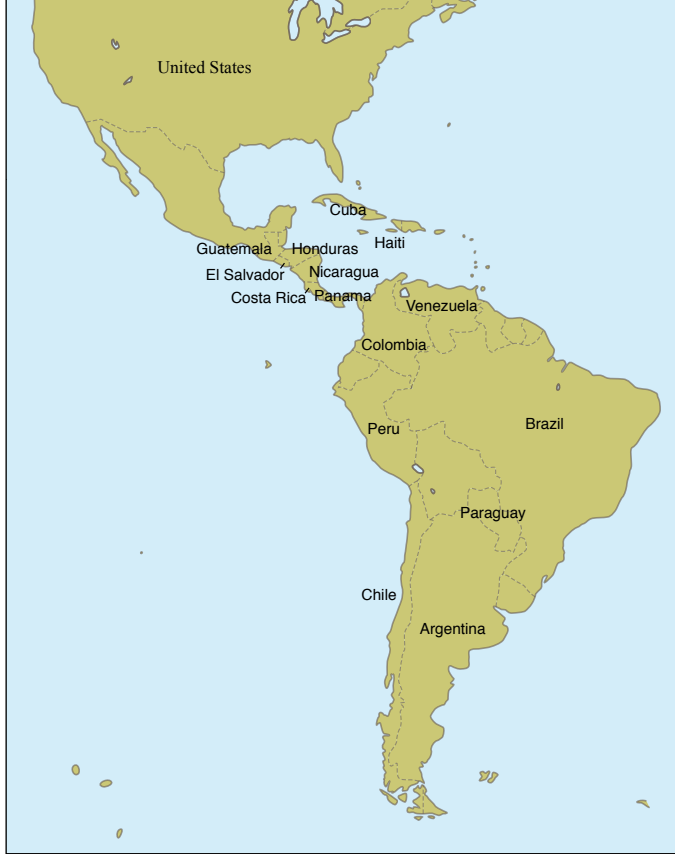 United States
Cuba
Haiti
Guatemala
Honduras
El Salvador
Nicaragua
Costa Rica
Panama
Venezuela
Colombia
Brazil
Peru
Paraguay
Chile
Argentina